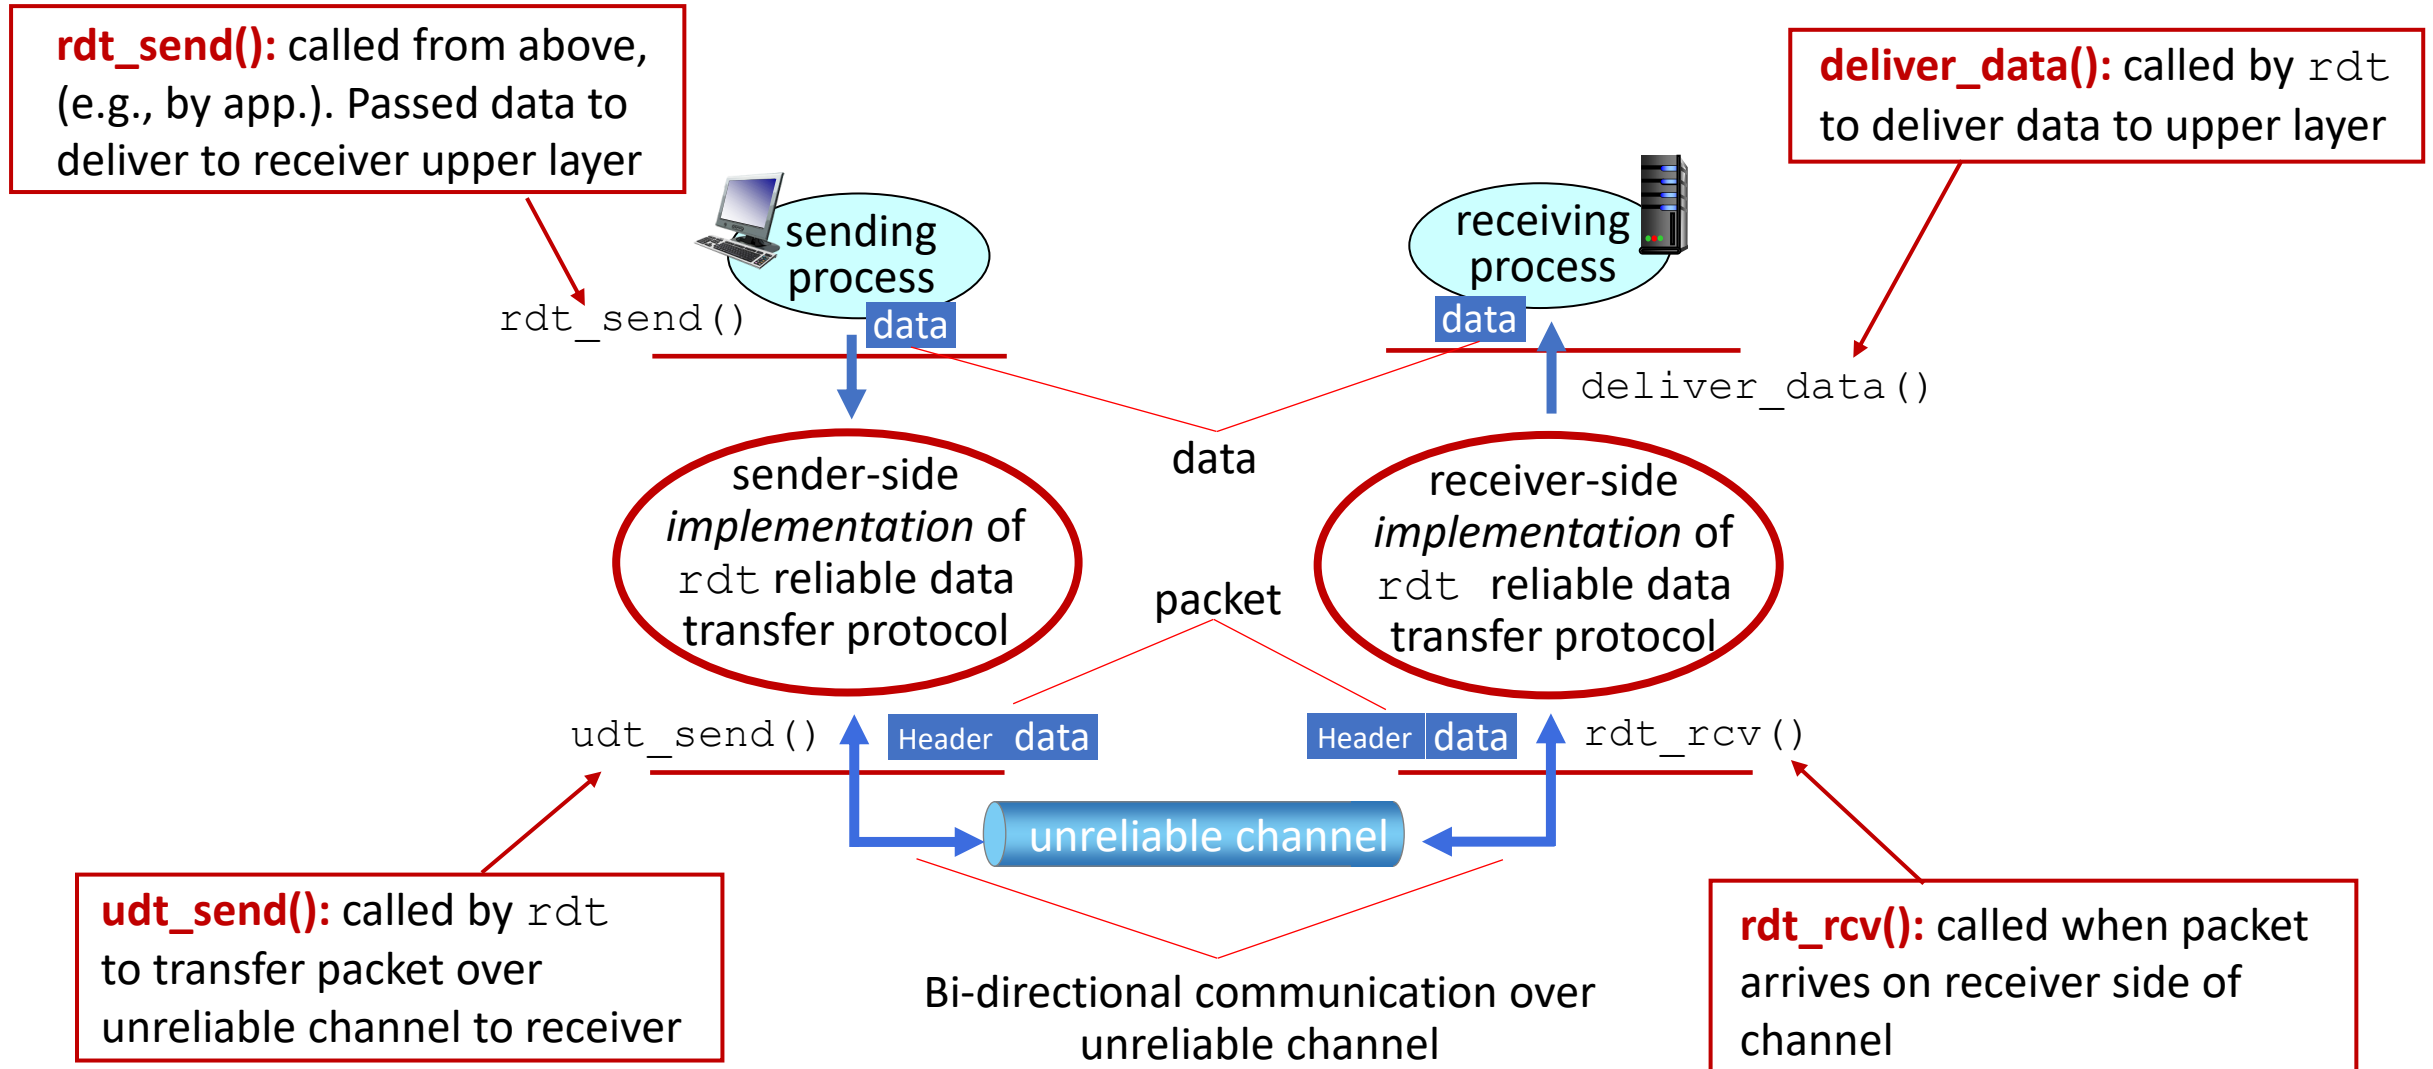 rdt_send(): called from above,
(e.g., by app.). Passed data to
deliver to receiver upper layer
deliver_data(): called by rdt
to deliver data to upper layer
sending
process
receiving
process
rdt_send()
data
data
deliver_data()
data
sender-side
implementation of
rdt reliable data
transfer protocol
receiver-side
implementation of
rdt reliable data
transfer protocol
packet
udt_send()
Header data
Header data
rdt_rcv()
unreliable channel
udt_send(): called by rdt
to transfer packet over
unreliable channel to receiver
Bi-directional communication over
unreliable channel
rdt_rcv(): called when packet
arrives on receiver side of
channel